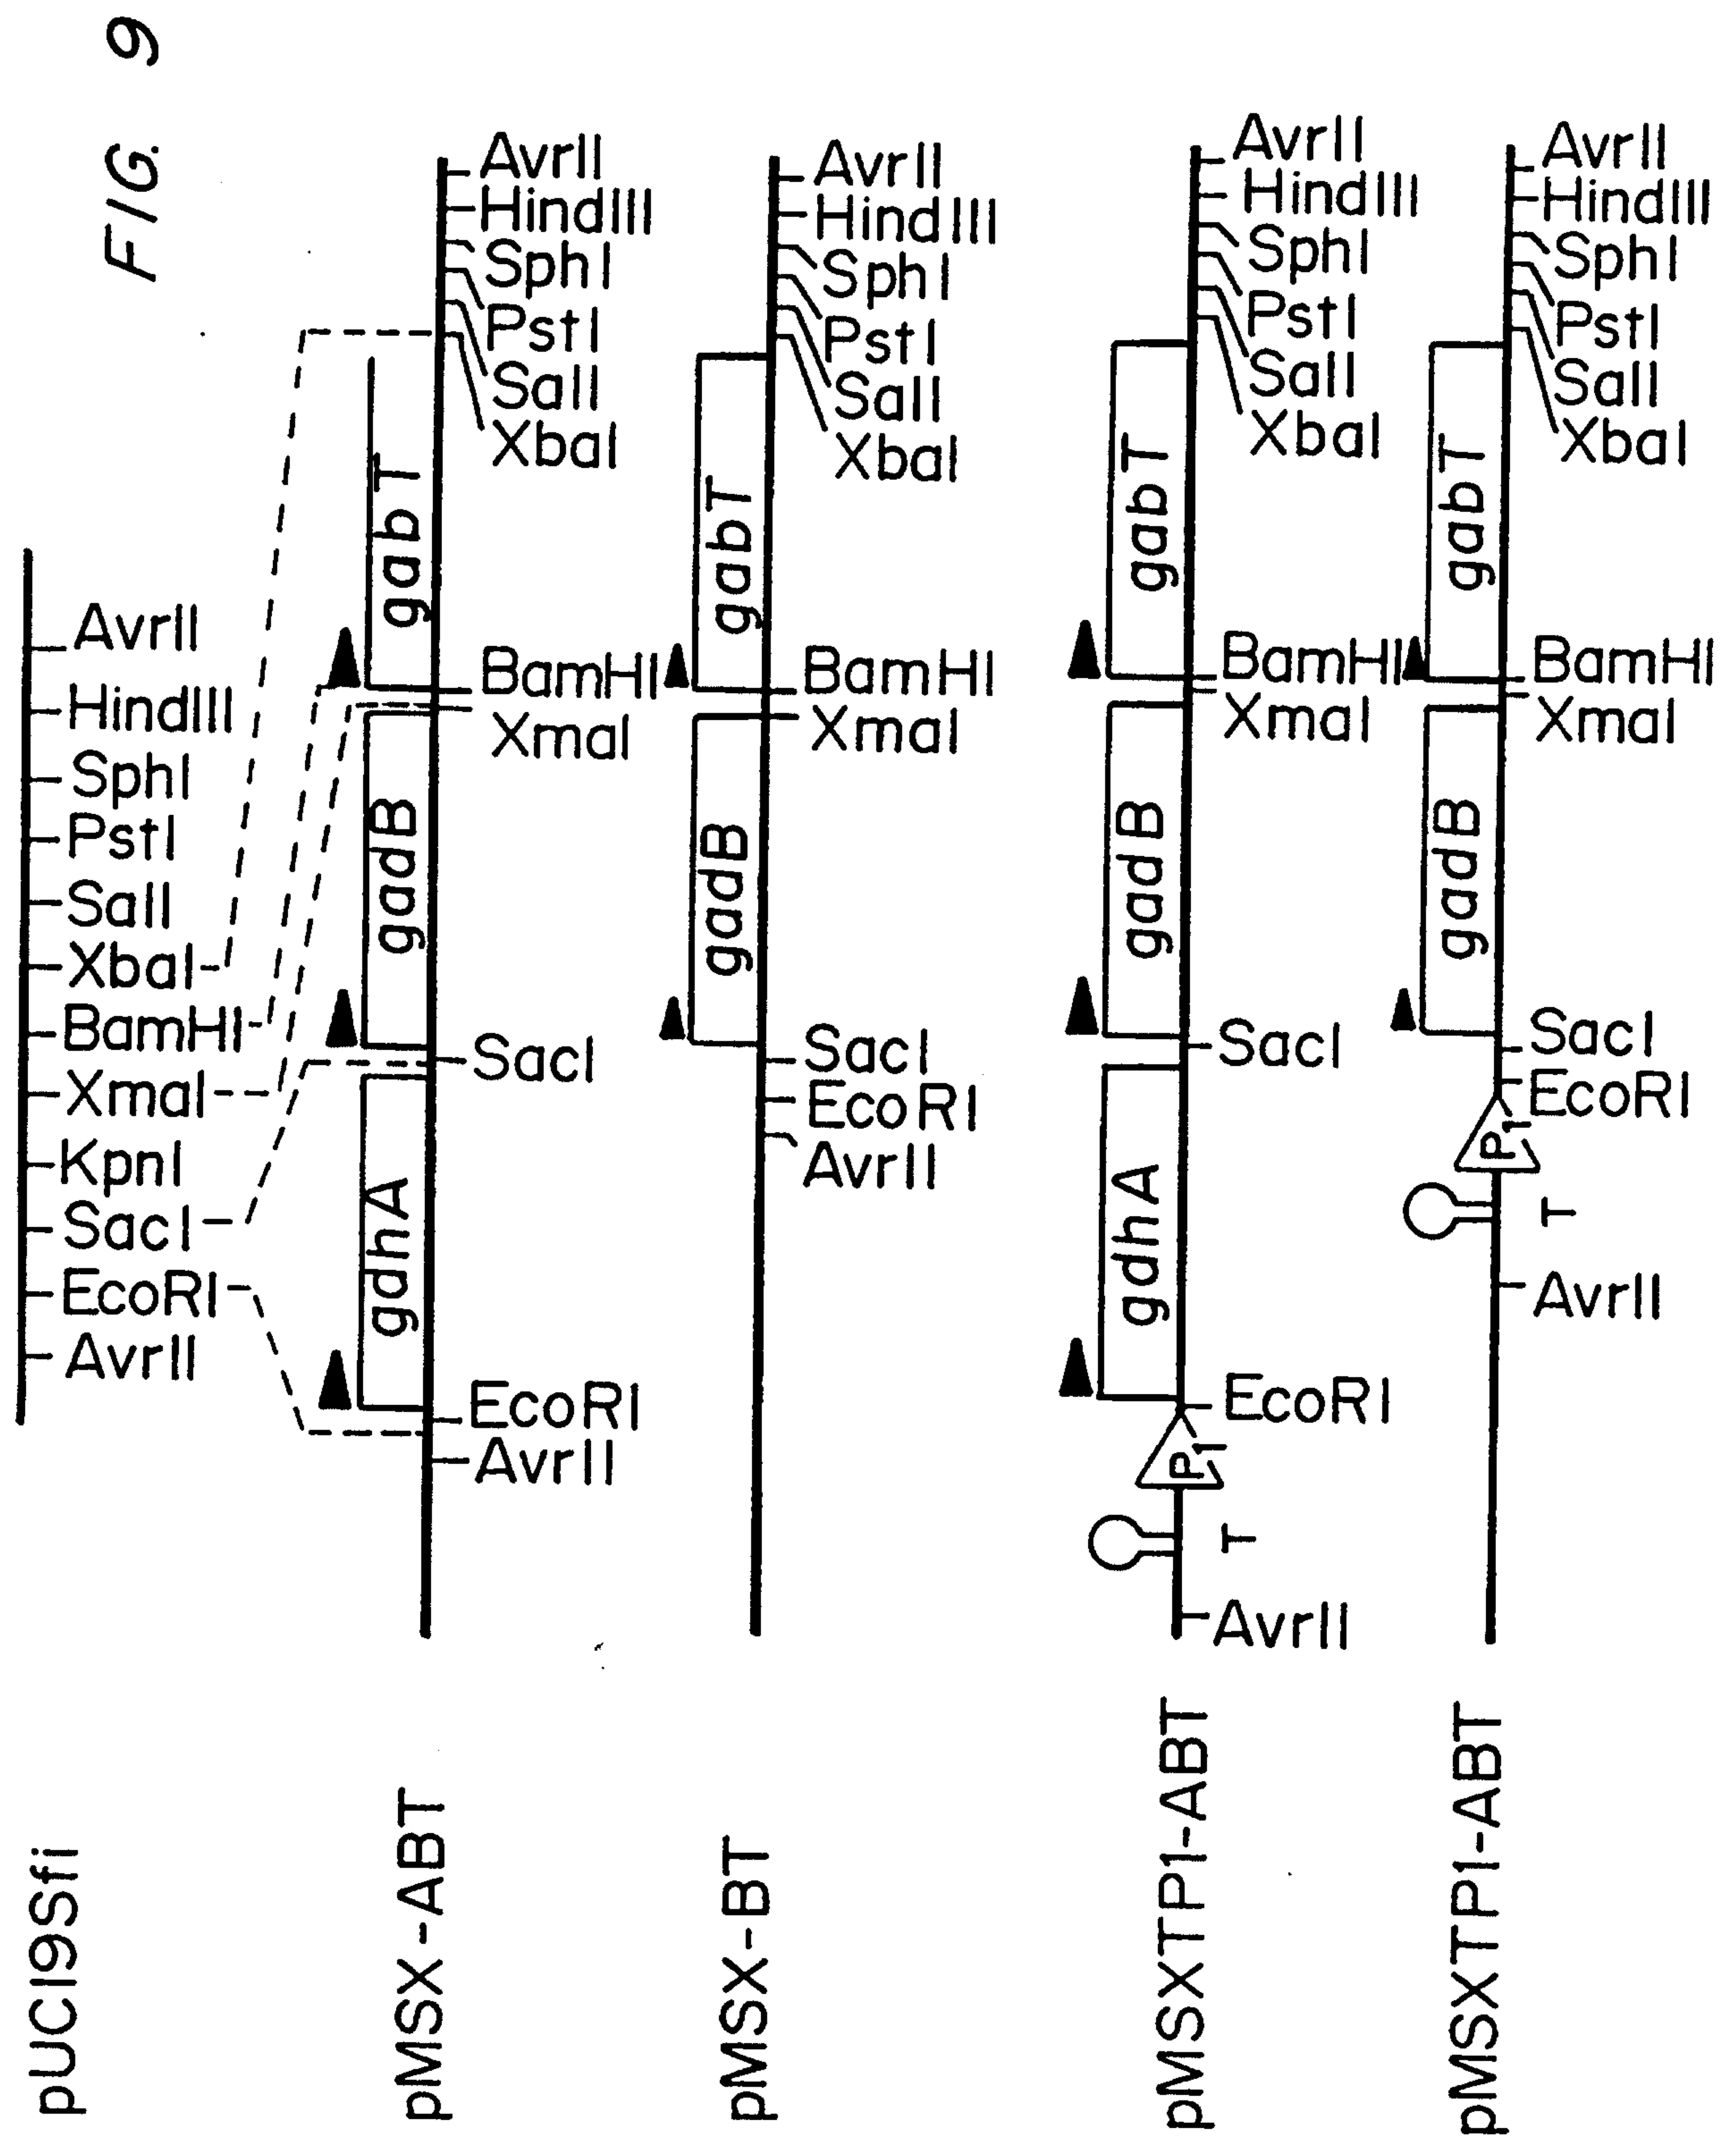 FIG. 9
pUC19Sfi
AvrII
EcoRI
SacI
KpnI
XmaI
BamHI
XbaI
SalI
PstI
SphI
HindIII
AvrII
pMSX-ABT
gdhA
gadB
gabT
AvrII
EcoRI
SacI
XmaI
BamHI
XbaI
SalI
PstI
SphI
HindIII
AvrII
pMSX-BT
gadB
gabT
AvrII
EcoRI
SacI
XmaI
BamHI
XbaI
SalI
PstI
SphI
HindIII
AvrII
pMSXTP1-ABT
gdhA
gadB
gabT
AvrII
T
P1
EcoRI
SacI
XmaI
BamHI
XbaI
SalI
PstI
SphI
HindIII
AvrII
pMSXTP1-ABT
gadB
gabT
AvrII
T
P1
EcoRI
SacI
XmaI
BamHI
XbaI
SalI
PstI
SphI
HindIII
AvrII